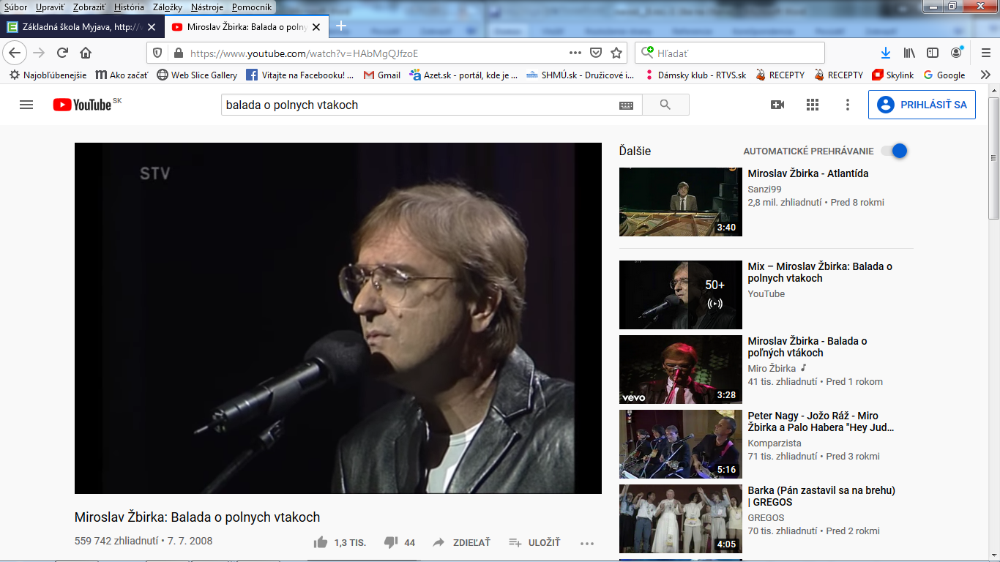 Súbor Upraviť Zobraziť História Záložky Nástroje Pomocník
Základná škola Myjava, http://
Miroslav Žbirka: Balada o polny
https://www.youtube.com/watch?v=HAbMgQJfzoE
Hľadať
Najobľúbenejšie Ako začať Web Slice Gallery Vitajte na Facebooku! ... Gmail Azet.sk - portál, kde je ... SHMÚ.sk - Družicové i... Dámsky klub - RTVS.sk RECEPTY RECEPTY Skylink Google
YouTube SK
balada o polnych vtakoch
PRIHLÁSIŤ SA
STV
Miroslav Žbirka: Balada o polnych vtakoch
559 742 zhliadnutí • 7. 7. 2008
1,3 TIS. 44 ZDIEĽAŤ ULOŽIŤ
Ďalšie
AUTOMATICKÉ PREHRÁVANIE
3:40
Miroslav Žbirka - Atlantída
Sanzi99
2,8 mil. zhliadnutí • Pred 8 rokmi
50+
Mix – Miroslav Žbirka: Balada o
polnych vtakoch
YouTube
vevo
3:28
Miroslav Žbirka - Balada o
poľných vtákoch
Miro Žbirka
41 tis. zhliadnutí • Pred 1 rokom
5:16
Peter Nagy - Jožo Ráž - Miro
Žbirka a Palo Habera "Hey Jud...
Komparzista
71 tis. zhliadnutí • Pred 3 rokmi
4:05
Barka (Pán zastavil sa na brehu)
| GREGOS
GREGOS
70 tis. zhliadnutí • Pred 2 rokmi